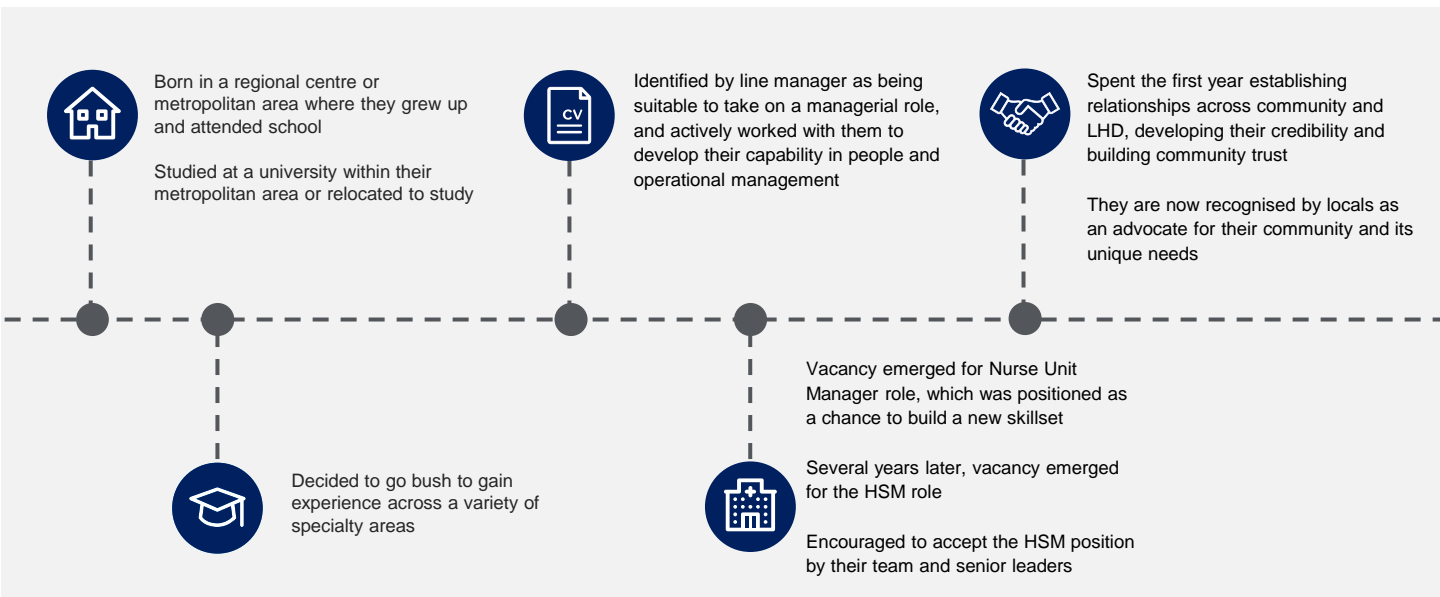 Born in a regional centre or
metropolitan area where they grew up
and attended school
Studied at a university within their
metropolitan area or relocated to study
Decided to go bush to gain
experience across a variety of
specialty areas
CV
Identified by line manager as being
suitable to take on a managerial role,
and actively worked with them to
develop their capability in people and
operational management
Vacancy emerged for Nurse Unit
Manager role, which was positioned as
a chance to build a new skillset
Several years later, vacancy emerged
for the HSM role
Encouraged to accept the HSM position
by their team and senior leaders
Spent the first year establishing
relationships across community and
LHD, developing their credibility and
building community trust
They are now recognised by locals as
an advocate for their community and its
unique needs